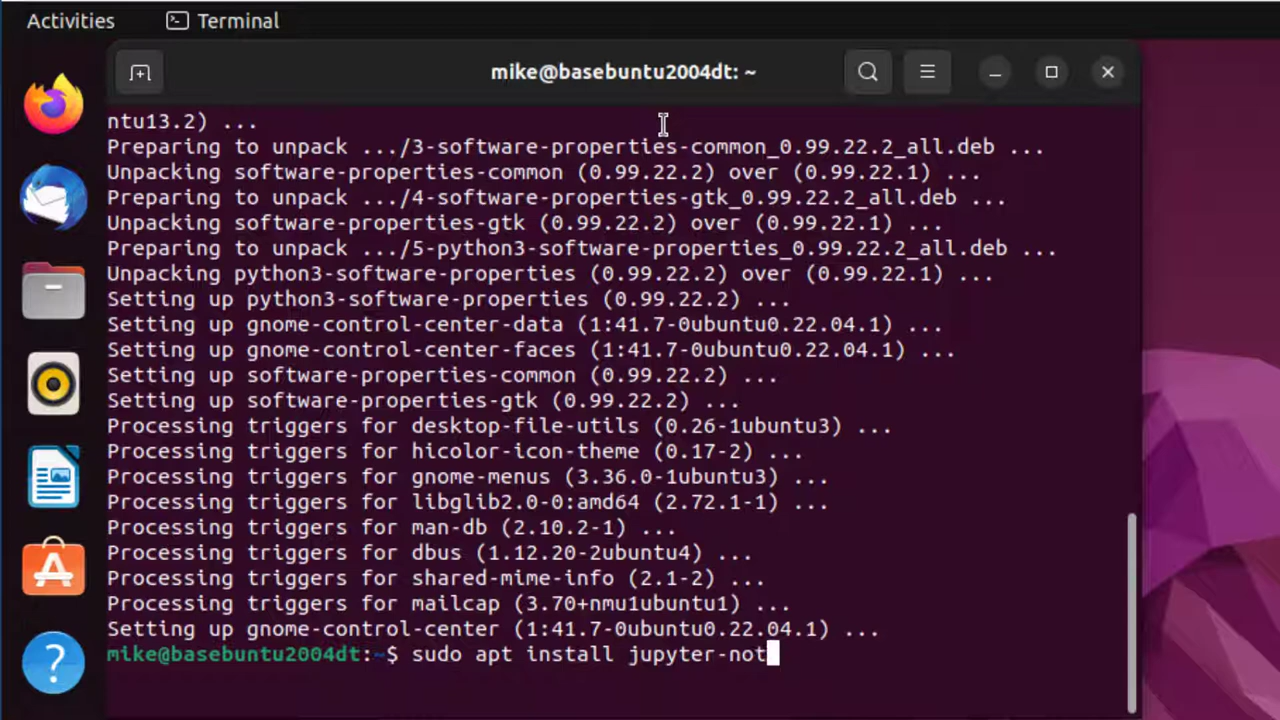 Activities Terminal
mike@basebuntu2004dt: ~
ntu13.2) ...
Preparing to unpack .../3-software-properties-common_0.99.22.2_all.deb ...
Unpacking software-properties-common (0.99.22.2) over (0.99.22.1) ...
Preparing to unpack .../4-software-properties-gtk_0.99.22.2_all.deb ...
Unpacking software-properties-gtk (0.99.22.2) over (0.99.22.1) ...
Preparing to unpack .../5-python3-software-properties_0.99.22.2_all.deb ...
Unpacking python3-software-properties (0.99.22.2) over (0.99.22.1) ...
Setting up python3-software-properties (0.99.22.2) ...
Setting up gnome-control-center-data (1:41.7-0ubuntu0.22.04.1) ...
Setting up gnome-control-center-faces (1:41.7-0ubuntu0.22.04.1) ...
Setting up software-properties-common (0.99.22.2) ...
Setting up software-properties-gtk (0.99.22.2) ...
Processing triggers for desktop-file-utils (0.26-1ubuntu3) ...
Processing triggers for hicolor-icon-theme (0.17-2) ...
Processing triggers for gnome-menus (3.36.0-1ubuntu3) ...
Processing triggers for libglib2.0-0:amd64 (2.72.1-1) ...
Processing triggers for man-db (2.10.2-1) ...
Processing triggers for dbus (1.12.20-2ubuntu4) ...
Processing triggers for shared-mime-info (2.1-2) ...
Processing triggers for mailcap (3.70+nmu1ubuntu1) ...
Setting up gnome-control-center (1:41.7-0ubuntu0.22.04.1) ...
mike@basebuntu2004dt:~$ sudo apt install jupyter-not